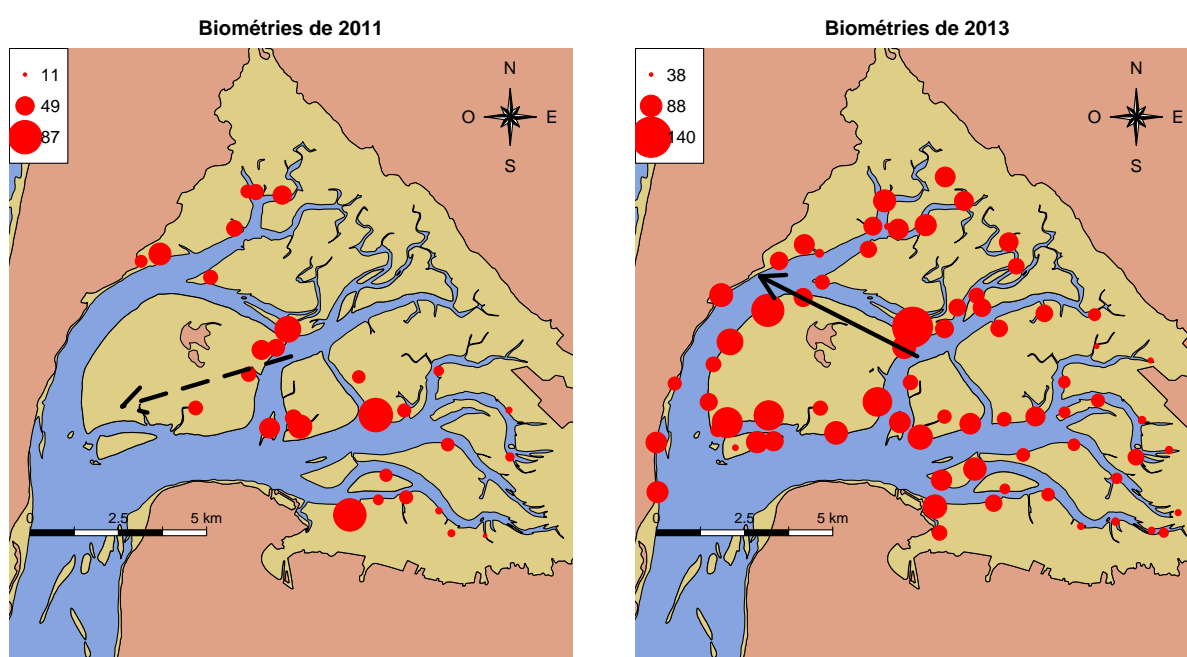 Biométries de 2011
11
49
87
N
O
E
S
0
2.5
5 km
Biométries de 2013
38
88
140
N
O
E
S
0
2.5
5 km